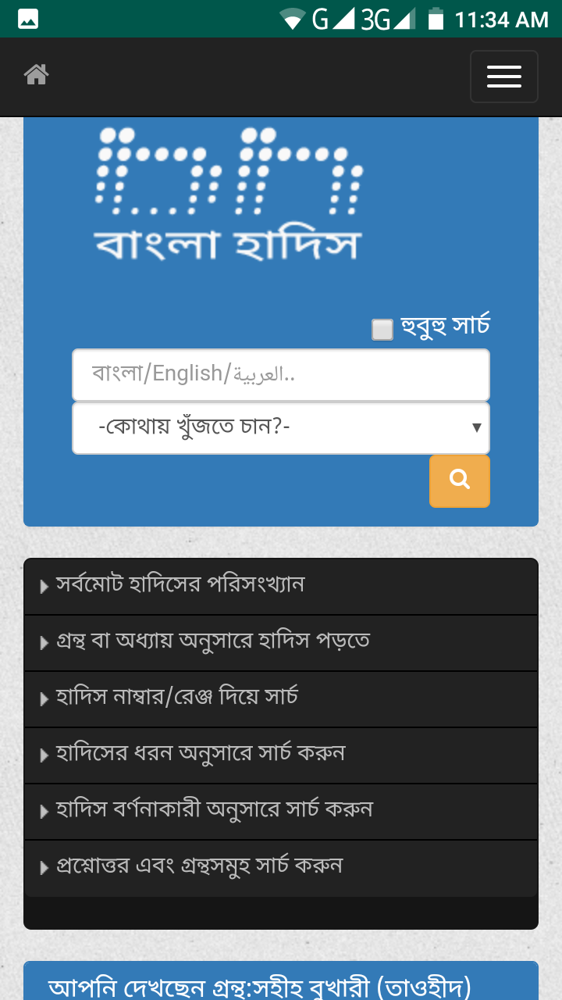 G 3G 11:34 AM
বাংলা হাদিস
হুবুহু সার্চ
বাংলা/English/العربية..
-কোথায় খুঁজতে চান?-
সর্বমোট হাদিসের পরিসংখ্যান
গ্রন্থ বা অধ্যায় অনুসারে হাদিস পড়তে
হাদিস নাম্বার/রেঞ্জ দিয়ে সার্চ
হাদিসের ধরন অনুসারে সার্চ করুন
হাদিস বর্ণনাকারী অনুসারে সার্চ করুন
প্রশ্নোত্তর এবং গ্রন্থসমুহ সার্চ করুন
আপনি দেখছেন গ্রন্থ:সহীহ বুখারী (তাওহীদ)